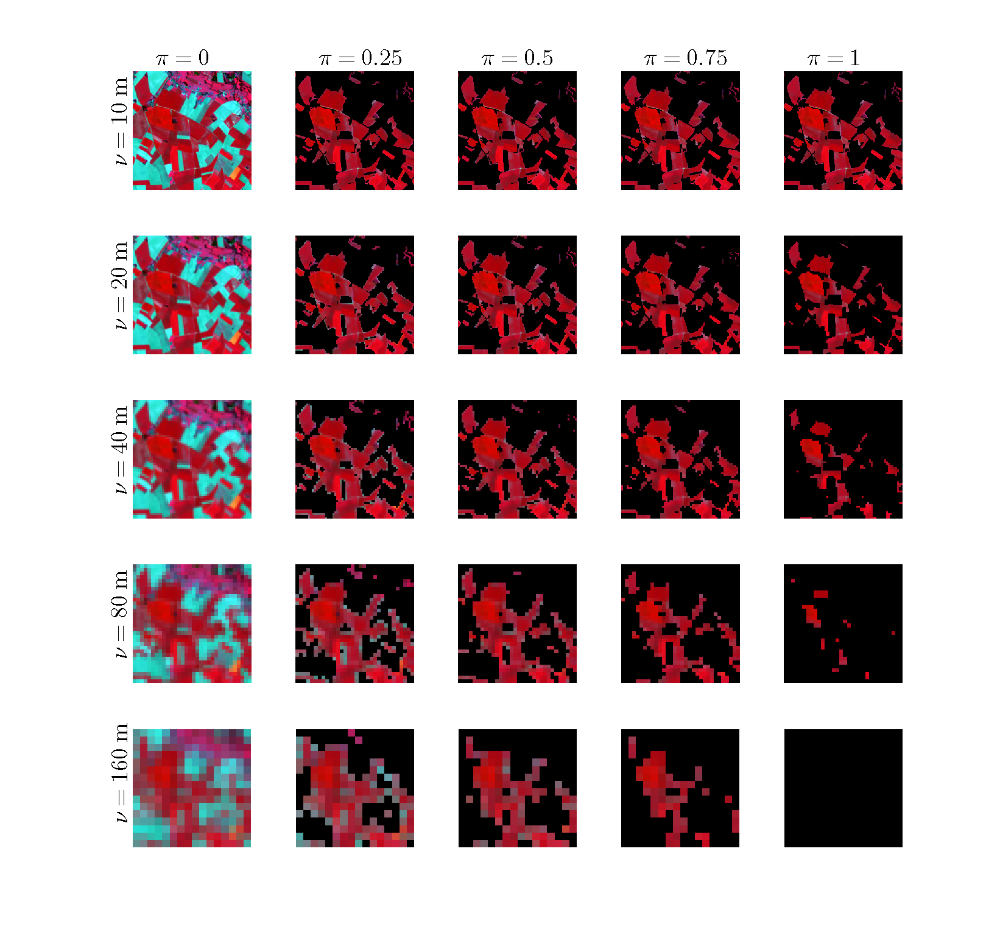 π = 0
π = 0.25
π = 0.5
π = 0.75
π = 1
ν = 10 m
ν = 20 m
ν = 40 m
ν = 80 m
ν = 160 m